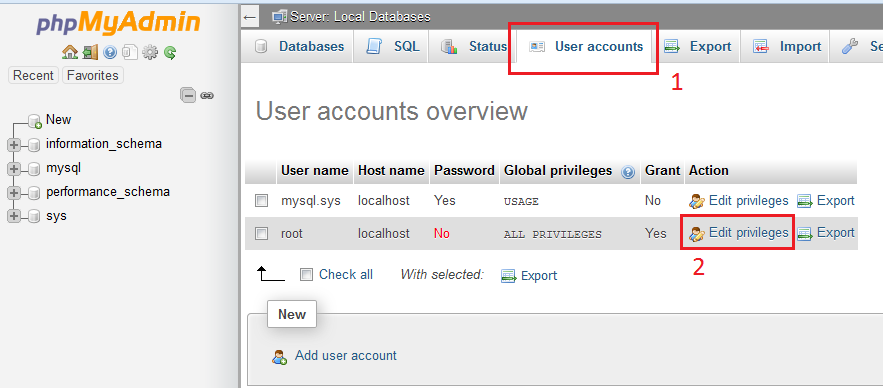 phpMyAdmin
Recent Favorites
New
information_schema
mysql
performance_schema
sys
Server: Local Databases
Databases SQL Status User accounts Export Import Se
1
User accounts overview
User name Host name Password Global privileges Grant Action
mysql.sys localhost Yes USAGE No Edit privileges Export
root localhost No ALL PRIVILEGES Yes Edit privileges Export
2
Check all With selected: Export
New
Add user account